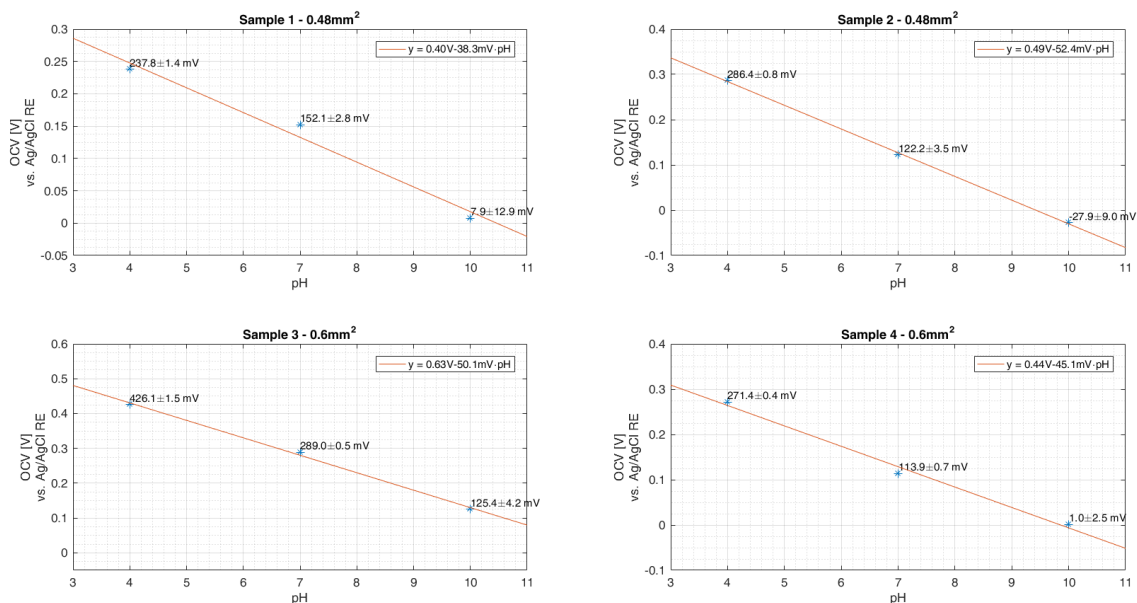 Sample 1 - 0.48mm²
y = 0.40V-38.3mV·pH
237.8±1.4 mV
152.1±2.8 mV
7.9±12.9 mV
0.3
0.25
0.2
0.15
0.1
0.05
0
-0.05
OCV [V]
vs. Ag/AgCl RE
3 4 5 6 7 8 9 10 11
pH
Sample 2 - 0.48mm²
y = 0.49V-52.4mV·pH
286.4±0.8 mV
122.2±3.5 mV
-27.9±9.0 mV
0.4
0.3
0.2
0.1
0
-0.1
OCV [V]
vs. Ag/AgCl RE
3 4 5 6 7 8 9 10 11
pH
Sample 3 - 0.6mm²
y = 0.63V-50.1mV·pH
426.1±1.5 mV
289.0±0.5 mV
125.4±4.2 mV
0.6
0.5
0.4
0.3
0.2
0.1
0
OCV [V]
vs. Ag/AgCl RE
3 4 5 6 7 8 9 10 11
pH
Sample 4 - 0.6mm²
y = 0.44V-45.1mV·pH
271.4±0.4 mV
113.9±0.7 mV
1.0±2.5 mV
0.4
0.3
0.2
0.1
0
-0.1
OCV [V]
vs. Ag/AgCl RE
3 4 5 6 7 8 9 10 11
pH